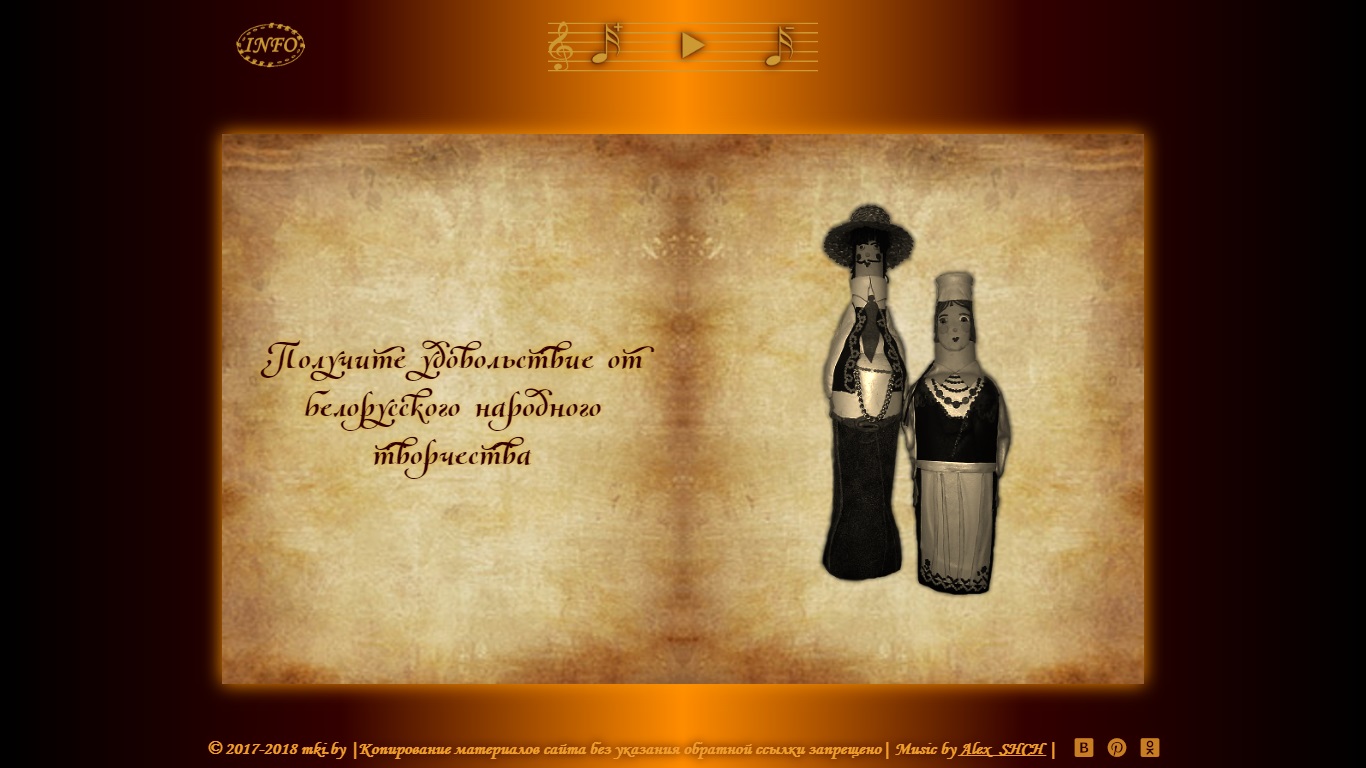 INFO
Получите удовольствие от
белорусского народного
творчества
© 2017-2018 mki.by |Копирование материалов сайта без указания обратной ссылки запрещено| Music by Alex_SHCH |